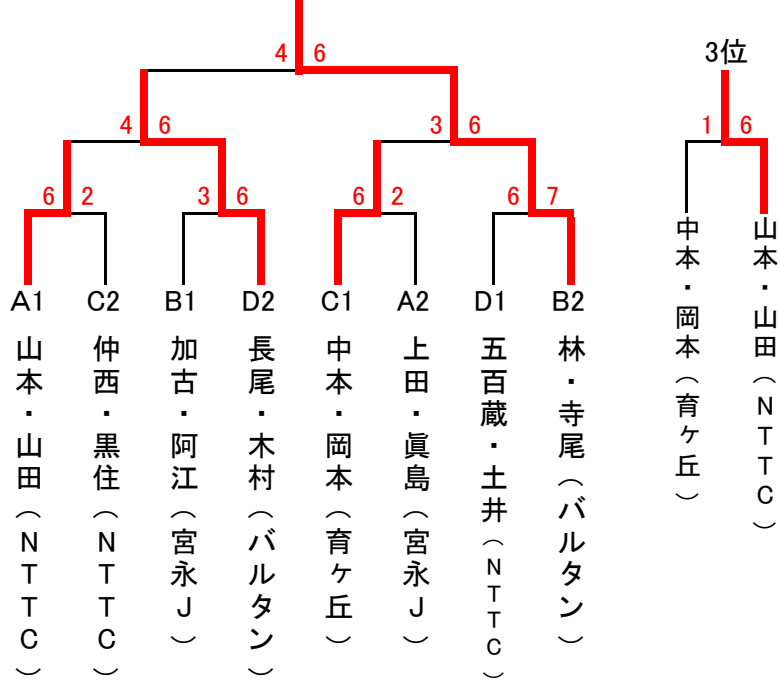 4 6
3位
4 6
3 6
1 6
6 2
3 6
6 2
6 7
A1 C2 B1 D2 C1 A2 D1 B2
山本・山田(NTTC)
仲西・黒住(NTTC)
加古・阿江(宮永J)
長尾・木村(バルタン)
中本・岡本(育ヶ丘)
上田・眞島(宮永J)
五百蔵・土井(NTTC)
林・寺尾(バルタン)
中本・岡本(育ヶ丘)
山本・山田(NTTC)